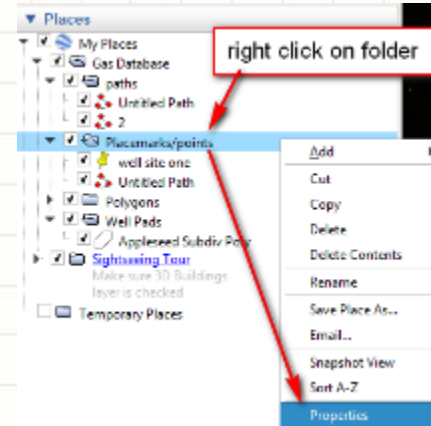 Places
My Places
Gas Database
paths
Untitled Path
2
Placemarks/points
well site one
Untitled Path
Polygons
Well Pads
Appleseed Subdiv Poly
Sightseeing Tour
Make sure 3D Buildings
layer is checked
Temporary Places
right click on folder
Add
Cut
Copy
Delete
Delete Contents
Rename
Save Place As...
Email...
Snapshot View
Sort A-Z
Properties